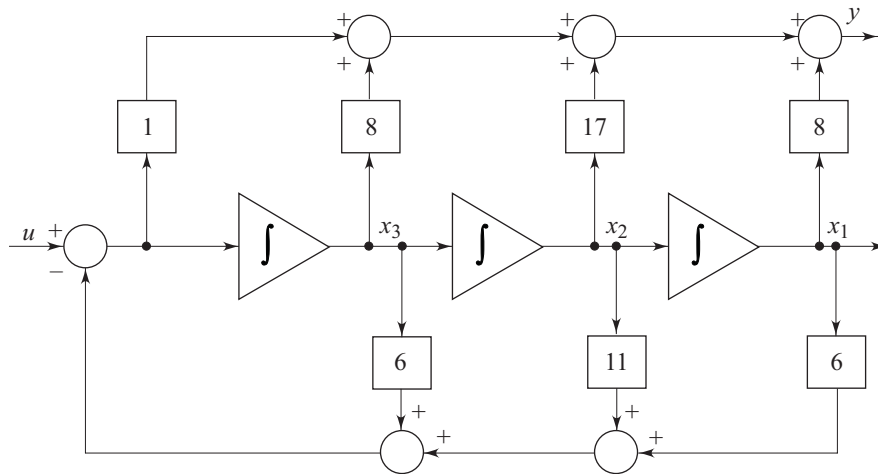 + + + y
+ + +
1 8 17 8
u + ∫ x₃ ∫ x₂ ∫ x₁
−
6 11 6
+ + + +